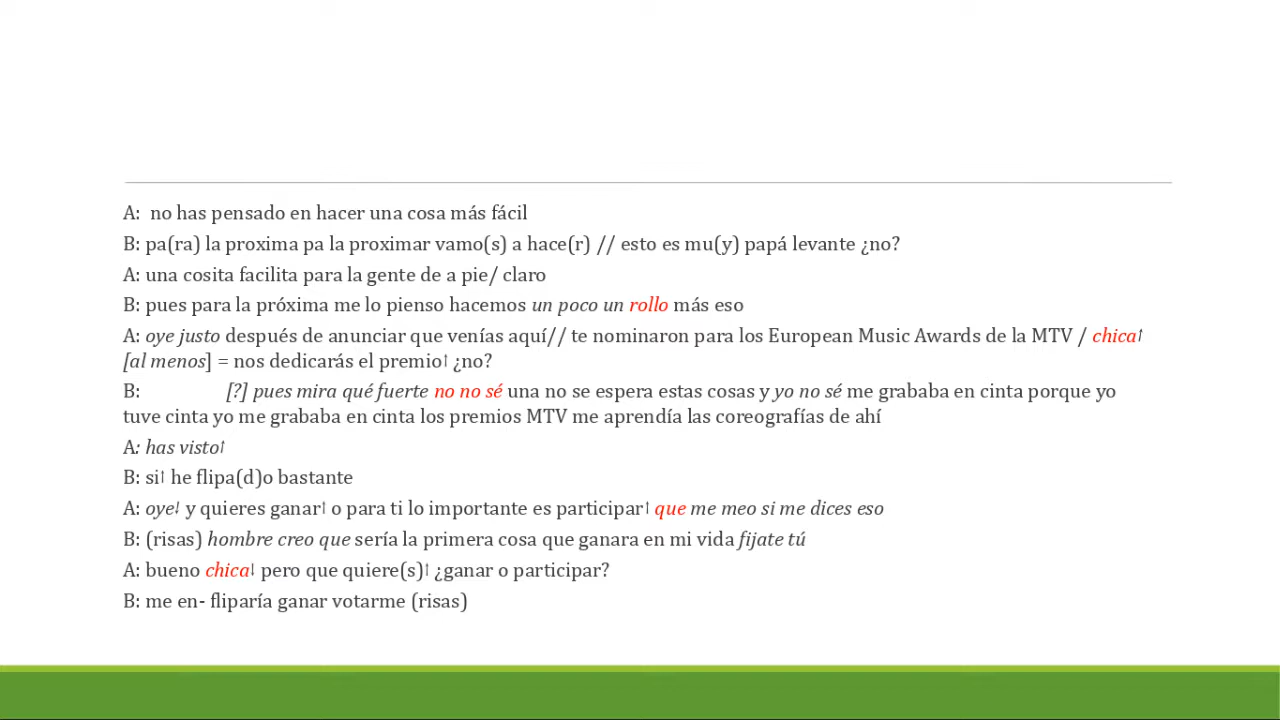 A:  no has pensado en hacer una cosa más fácil
B: pa(ra) la proxima pa la proximar vamo(s) a hace(r) // esto es mu(y) papá levante ¿no?
A: una cosita facilita para la gente de a pie/ claro
B: pues para la próxima me lo pienso hacemos un poco un rollo más eso
A: oye justo después de anunciar que venías aquí// te nominaron para los European Music Awards de la MTV / chica↑
[al menos] = nos dedicarás el premio↑ ¿no?
B: [?] pues mira qué fuerte no no sé una no se espera estas cosas y yo no sé me grababa en cinta porque yo
tuve cinta yo me grababa en cinta los premios MTV me aprendía las coreografías de ahí
A: has visto↑
B: si↓ he flipa(d)o bastante
A: oye↓ y quieres ganar↑ o para ti lo importante es participar↑ que me meo si me dices eso
B: (risas) hombre creo que sería la primera cosa que ganara en mi vida fijate tú
A: bueno chica↓ pero que quiere(s)↑ ¿ganar o participar?
B: me en- fliparía ganar votarme (risas)